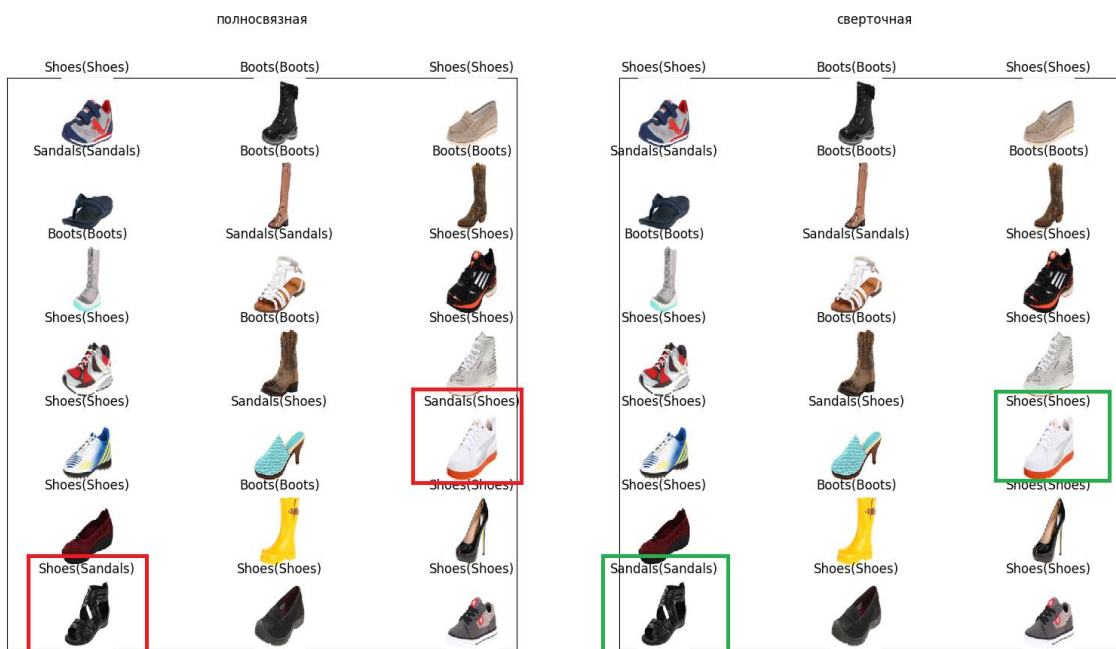 полносвязная
Shoes(Shoes) Boots(Boots) Shoes(Shoes)
Sandals(Sandals) Boots(Boots) Boots(Boots)
Boots(Boots) Sandals(Sandals) Shoes(Shoes)
Shoes(Shoes) Boots(Boots) Shoes(Shoes)
Shoes(Shoes) Sandals(Shoes) Sandals(Shoes)
Shoes(Shoes) Boots(Boots) Shoes(Shoes)
Shoes(Sandals) Shoes(Shoes) Shoes(Shoes)
сверточная
Shoes(Shoes) Boots(Boots) Shoes(Shoes)
Sandals(Sandals) Boots(Boots) Boots(Boots)
Boots(Boots) Sandals(Sandals) Shoes(Shoes)
Shoes(Shoes) Boots(Boots) Shoes(Shoes)
Shoes(Shoes) Sandals(Shoes) Shoes(Shoes)
Shoes(Shoes) Boots(Boots) Shoes(Shoes)
Sandals(Sandals) Shoes(Shoes) Shoes(Shoes)